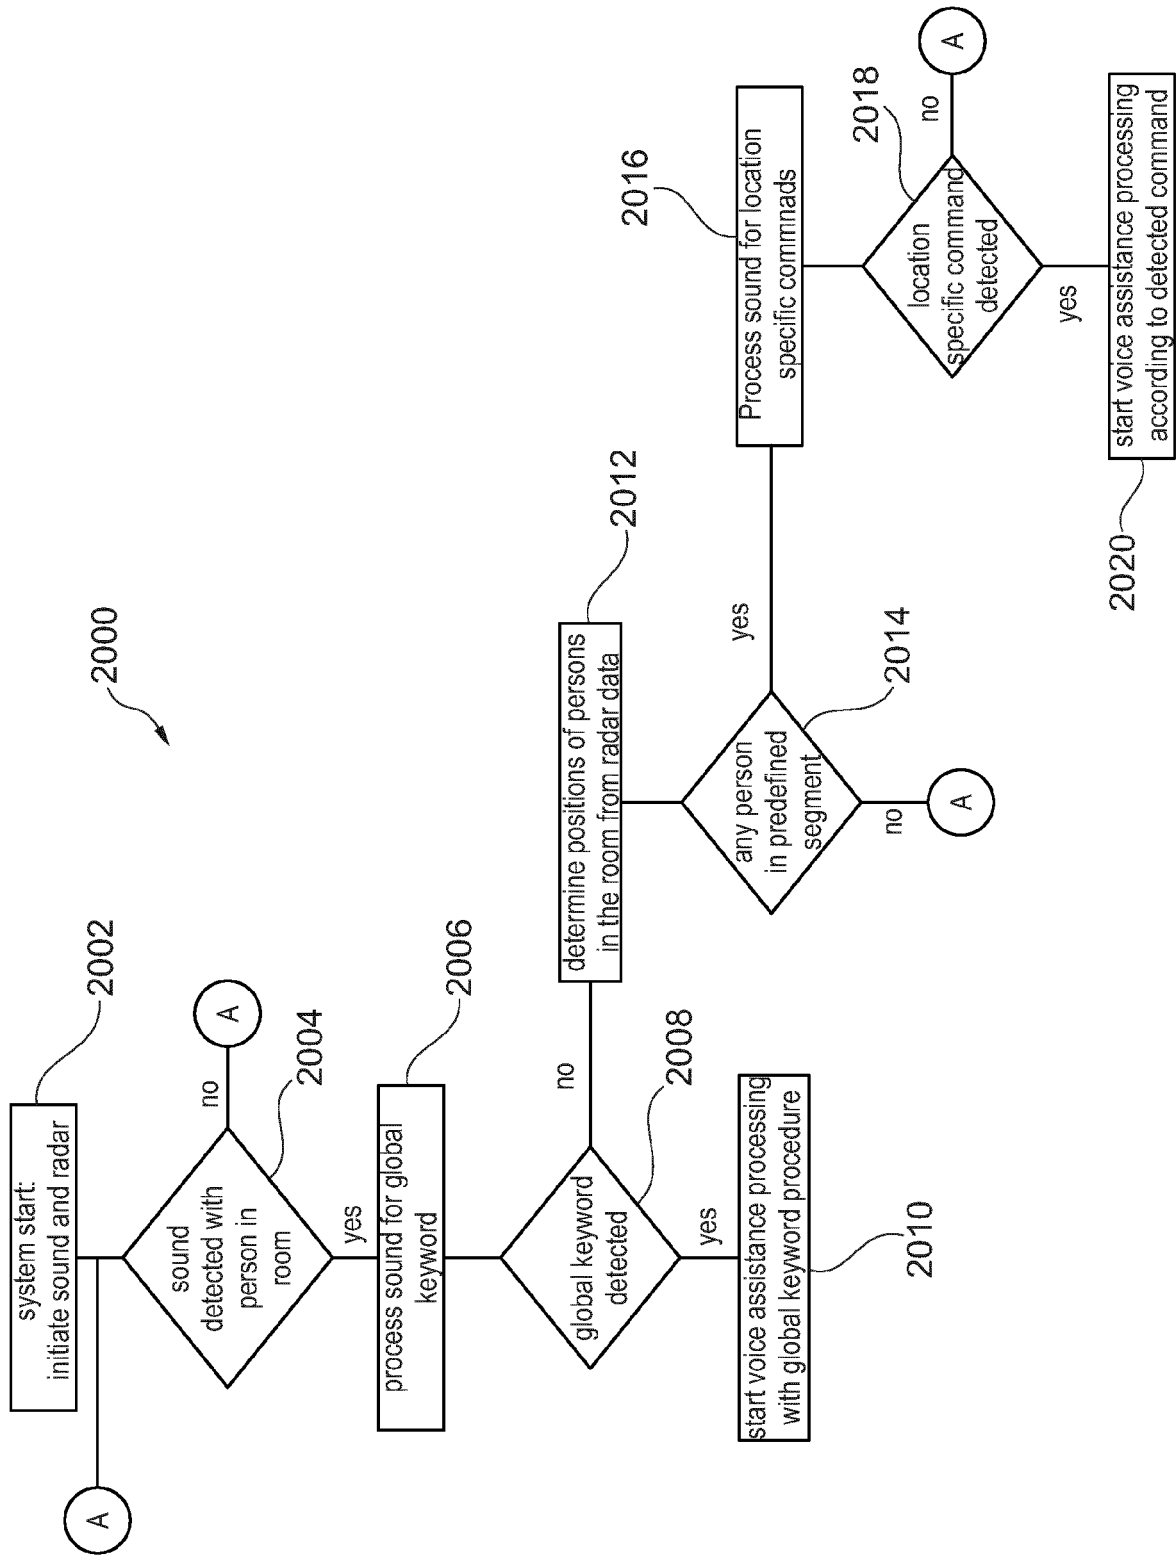 2000
system start:
initiate sound and radar
2002
A
sound
detected with
person in
room
2004
no
A
yes
process sound for global
keyword
2006
global keyword
detected
2008
yes
start voice assistance processing
with global keyword procedure
2010
no
determine positions of persons
in the room from radar data
2012
any person
in predefined
segment
2014
no
A
yes
Process sound for location
specific commnads
2016
location
specific command
detected
2018
no
A
yes
start voice assistance processing
according to detected command
2020